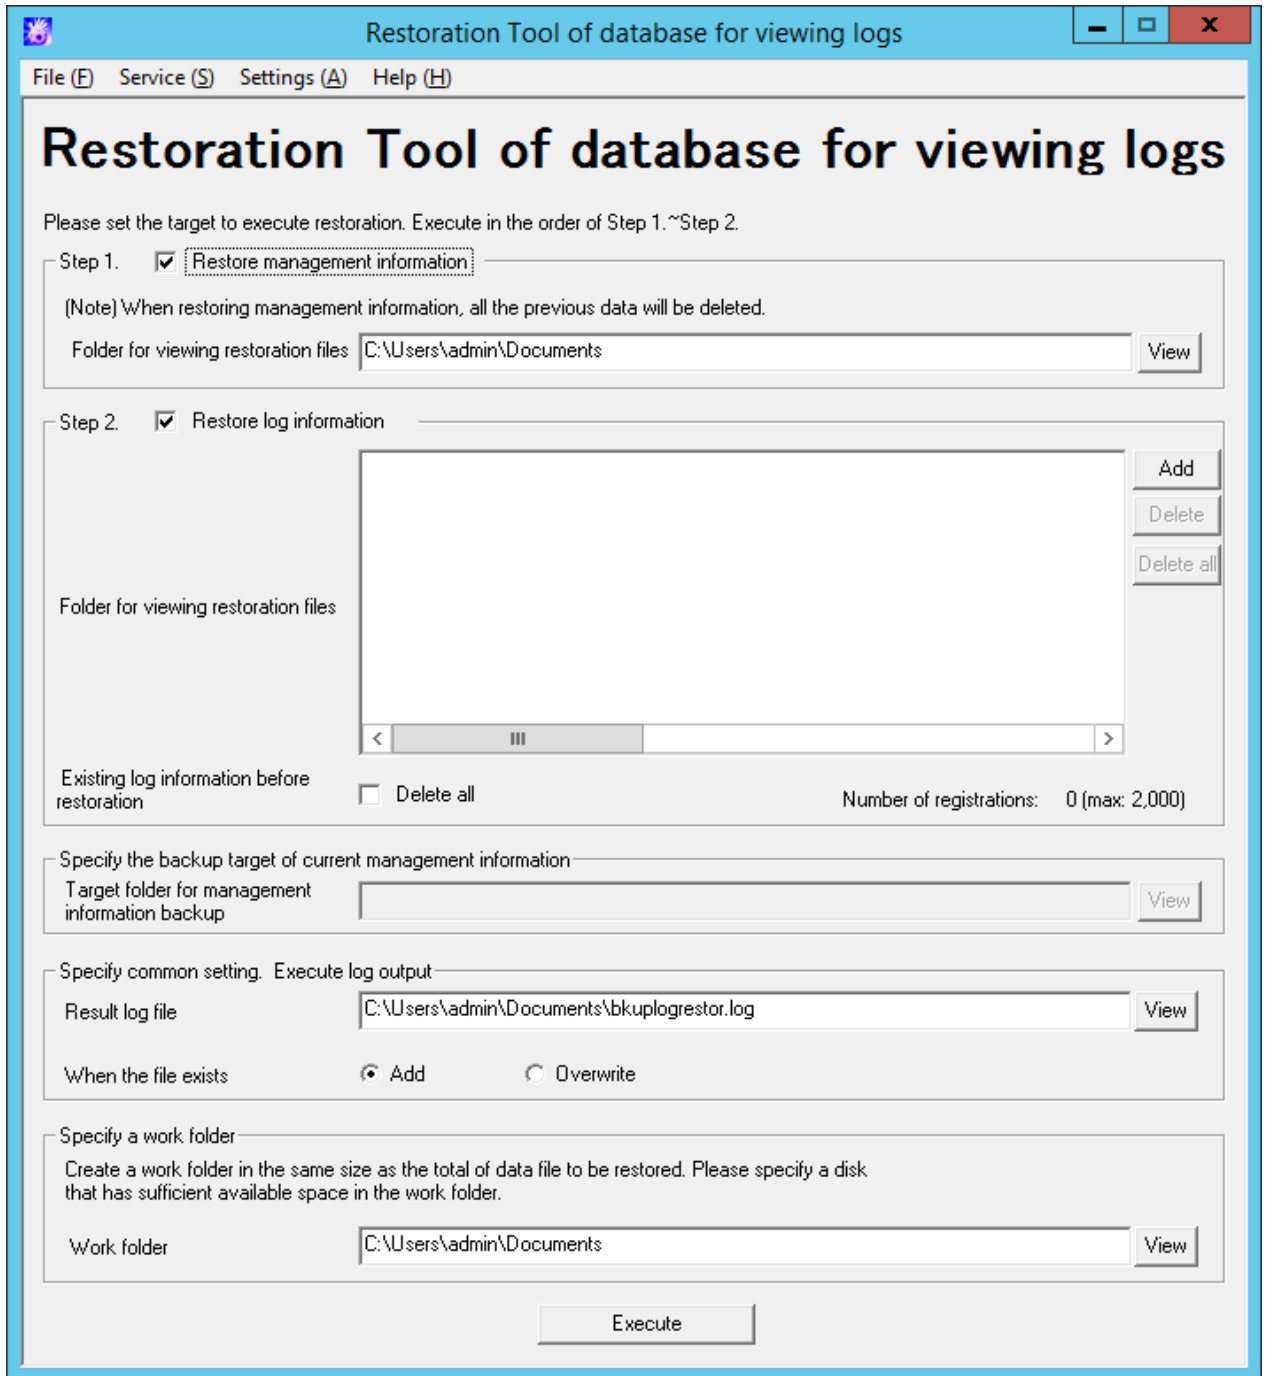 Restoration Tool of database for viewing logs
File (F) Service (S) Settings (A) Help (H)
Restoration Tool of database for viewing logs
Please set the target to execute restoration. Execute in the order of Step 1.~Step 2.
Step 1. Restore management information
(Note) When restoring management information, all the previous data will be deleted.
Folder for viewing restoration files C:\Users\admin\Documents View
Step 2. Restore log information
Add
Delete
Delete all
Folder for viewing restoration files
Existing log information before
restoration
Delete all
Number of registrations: 0 (max: 2,000)
Specify the backup target of current management information
Target folder for management
information backup
View
Specify common setting. Execute log output
Result log file C:\Users\admin\Documents\bkuplogrestor.log View
When the file exists Add Overwrite
Specify a work folder
Create a work folder in the same size as the total of data file to be restored. Please specify a disk
that has sufficient available space in the work folder.
Work folder C:\Users\admin\Documents View
Execute